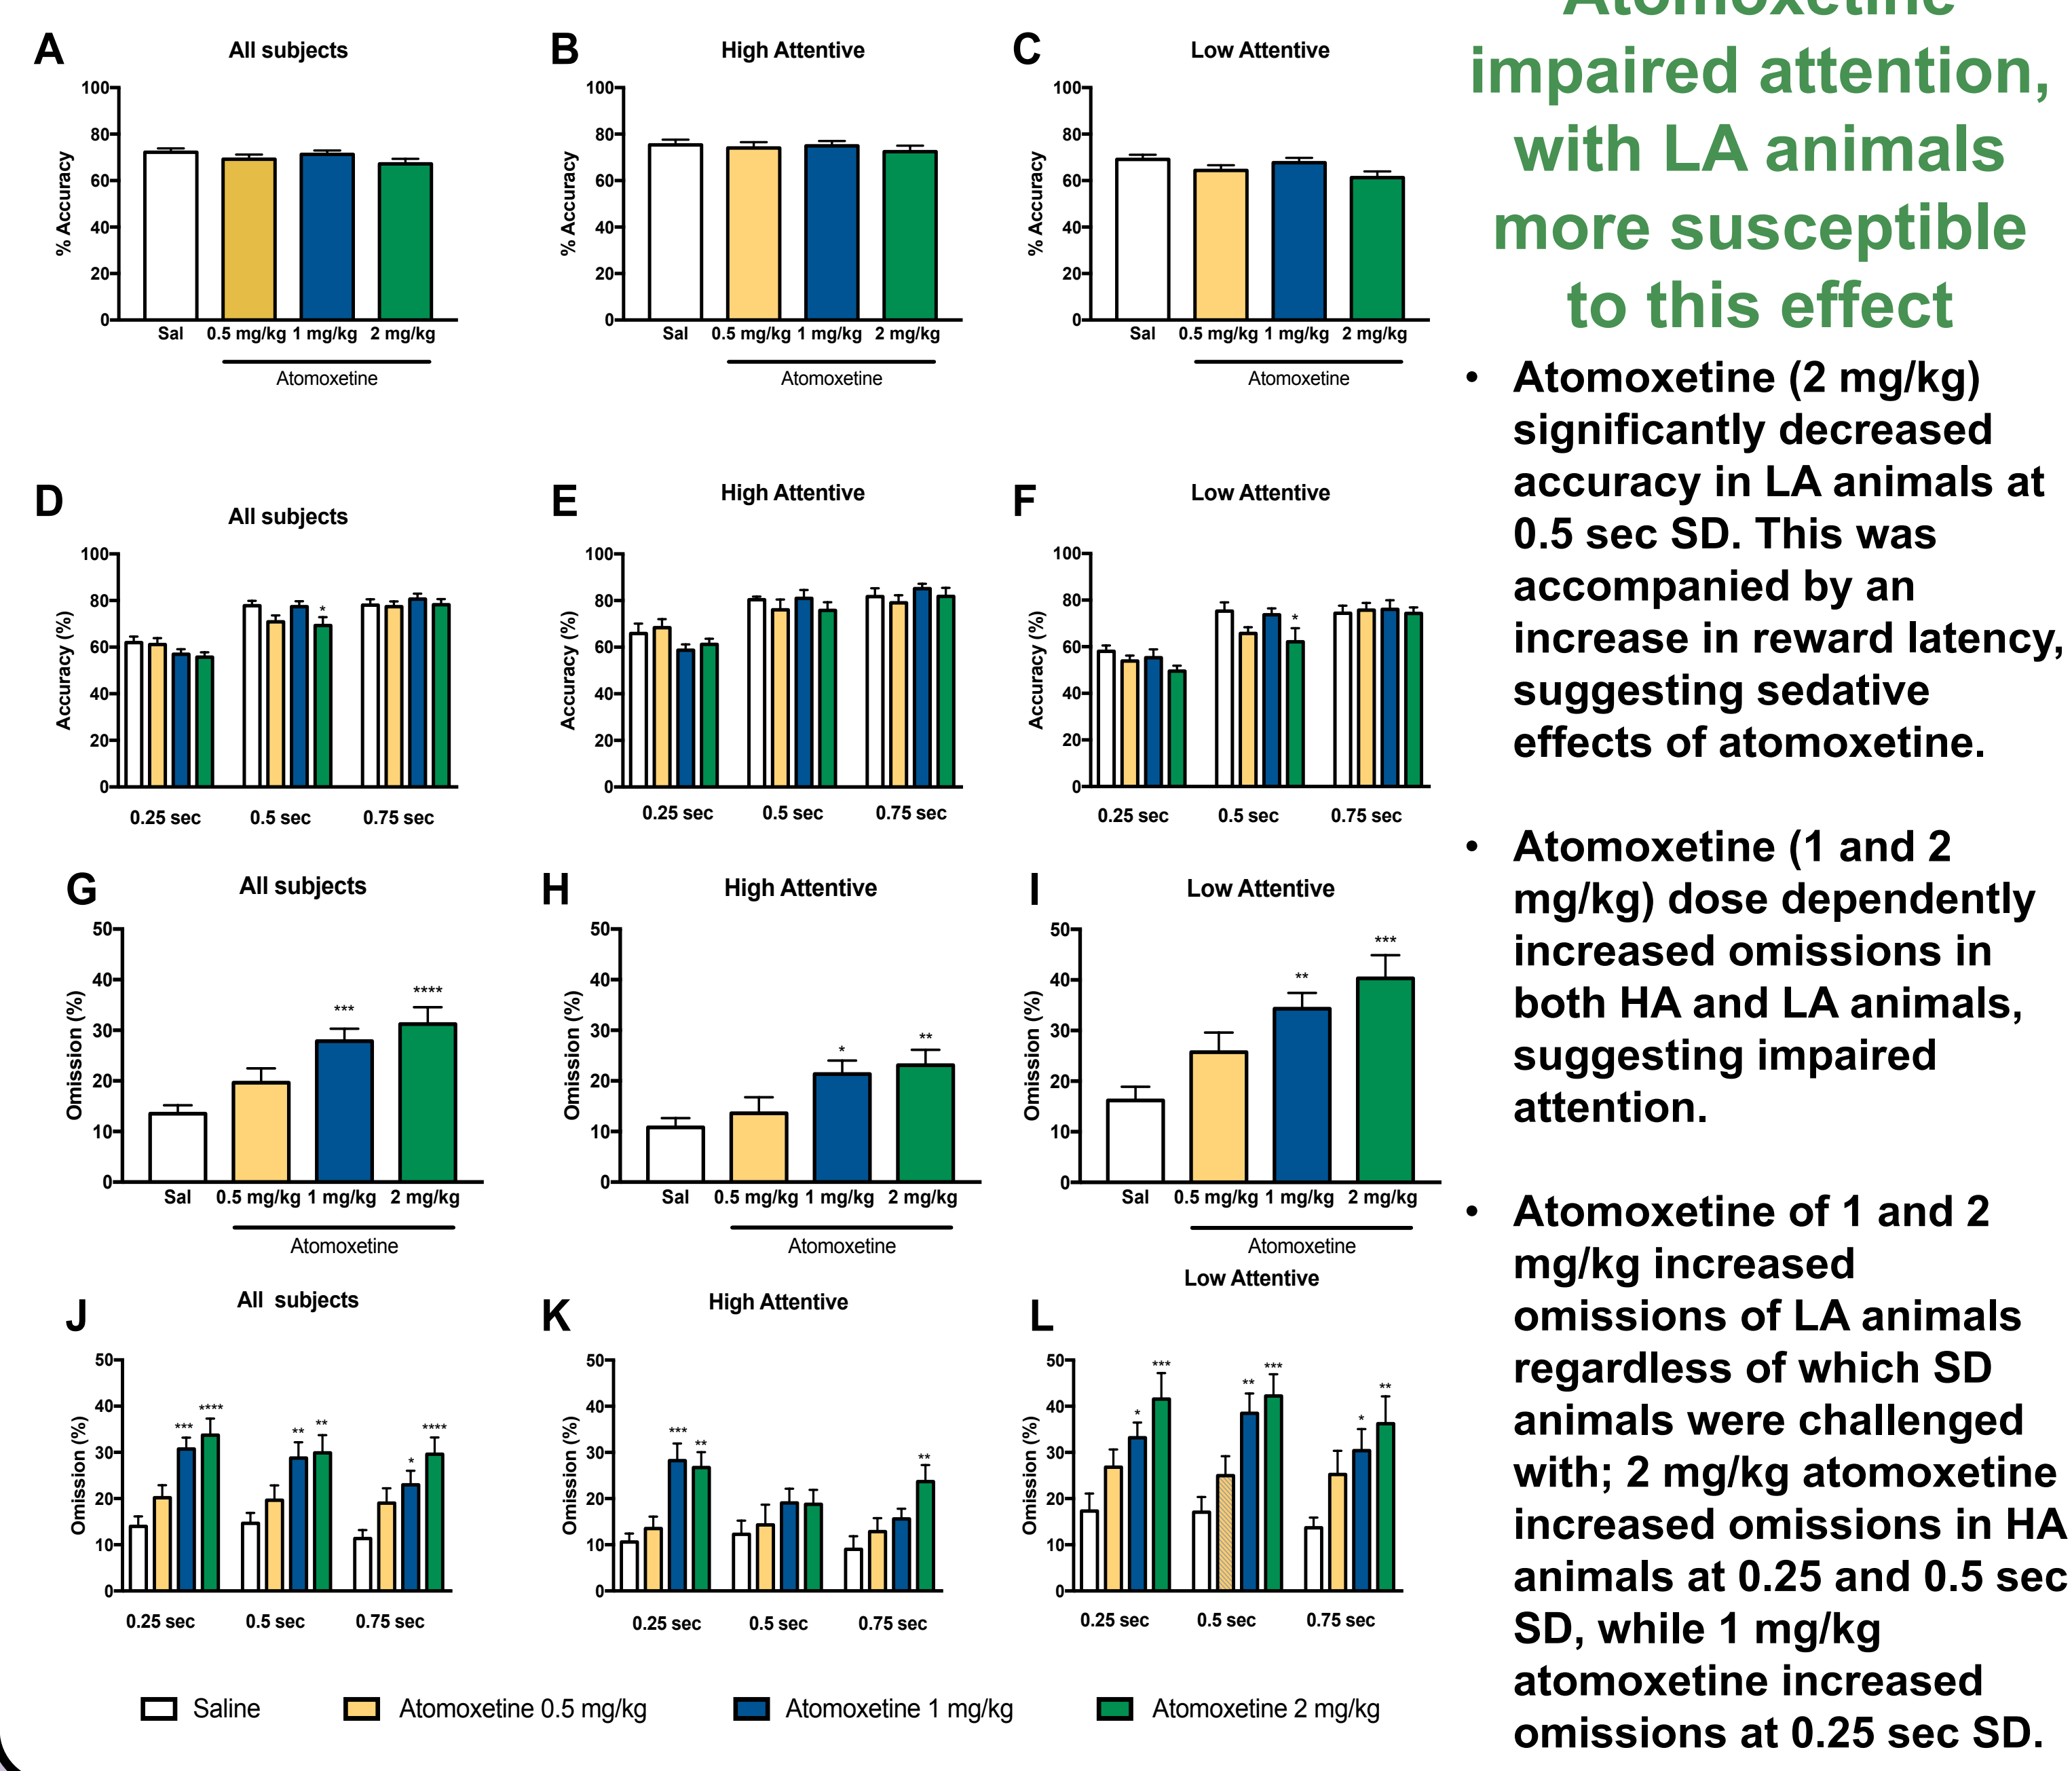 A
All subjects
100
80
60
40
20
0
% Accuracy
Sal 0.5 mg/kg 1 mg/kg 2 mg/kg
Atomoxetine
B
High Attentive
100
80
60
40
20
0
% Accuracy
Sal 0.5 mg/kg 1 mg/kg 2 mg/kg
Atomoxetine
C
Low Attentive
100
80
60
40
20
0
% Accuracy
Sal 0.5 mg/kg 1 mg/kg 2 mg/kg
Atomoxetine
D
All subjects
100
80
60
40
20
0
Accuracy (%)
*
0.25 sec 0.5 sec 0.75 sec
E
High Attentive
100
80
60
40
20
0
Accuracy (%)
0.25 sec 0.5 sec 0.75 sec
F
Low Attentive
100
80
60
40
20
0
Accuracy (%)
*
0.25 sec 0.5 sec 0.75 sec
G
All subjects
50
40
30
20
10
0
Omission (%)
*** ****
Sal 0.5 mg/kg 1 mg/kg 2 mg/kg
Atomoxetine
H
High Attentive
50
40
30
20
10
0
Omission (%)
* **
Sal 0.5 mg/kg 1 mg/kg 2 mg/kg
Atomoxetine
I
Low Attentive
50
40
30
20
10
0
Omission (%)
** ***
Sal 0.5 mg/kg 1 mg/kg 2 mg/kg
Atomoxetine
J
All subjects
50
40
30
20
10
0
Omission (%)
*** **** ** ** * ****
0.25 sec 0.5 sec 0.75 sec
K
High Attentive
50
40
30
20
10
0
Omission (%)
*** ** **
0.25 sec 0.5 sec 0.75 sec
L
Low Attentive
50
40
30
20
10
0
Omission (%)
* *** ** *** * **
0.25 sec 0.5 sec 0.75 sec
Saline Atomoxetine 0.5 mg/kg Atomoxetine 1 mg/kg Atomoxetine 2 mg/kg
Atomoxetine
impaired attention,
with LA animals
more susceptible
to this effect
• Atomoxetine (2 mg/kg)
significantly decreased
accuracy in LA animals at
0.5 sec SD. This was
accompanied by an
increase in reward latency,
suggesting sedative
effects of atomoxetine.
• Atomoxetine (1 and 2
mg/kg) dose dependently
increased omissions in
both HA and LA animals,
suggesting impaired
attention.
• Atomoxetine of 1 and 2
mg/kg increased
omissions of LA animals
regardless of which SD
animals were challenged
with; 2 mg/kg atomoxetine
increased omissions in HA
animals at 0.25 and 0.5 sec
SD, while 1 mg/kg
atomoxetine increased
omissions at 0.25 sec SD.